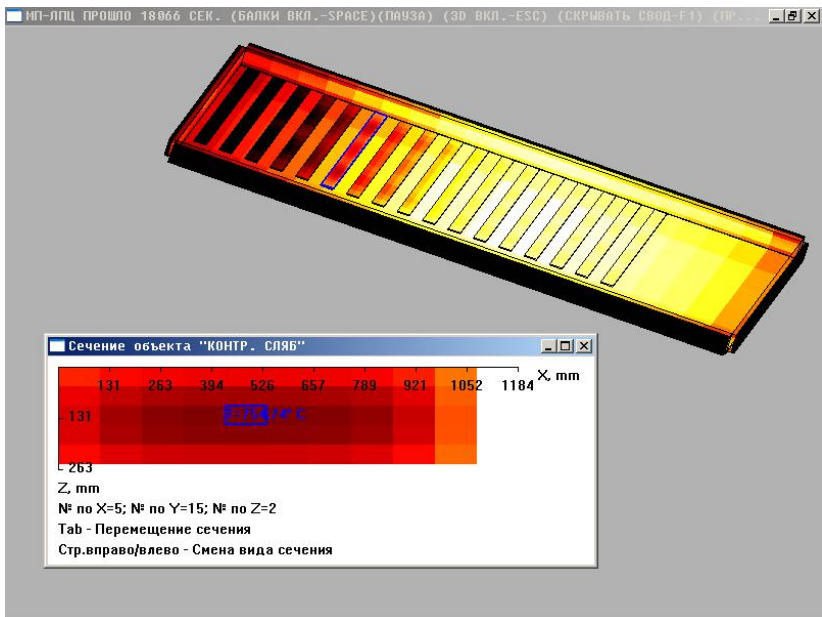 МП-ЛПЦ ПРОШЛО 18066 СЕК. (БАЛКИ ВКЛ.-SPACE)(ПАУЗА) (3D ВКЛ.-ESC) (СКРЫВАТЬ СВОД-F1) (ПР...
Сечение объекта "КОНТР. СЛЯБ"
131 263 394 526 657 789 921 1052 1184 X, mm
131
263
Z, mm
№ по X=5; № по Y=15; № по Z=2
Tab - Перемещение сечения
Стр.вправо/влево - Смена вида сечения